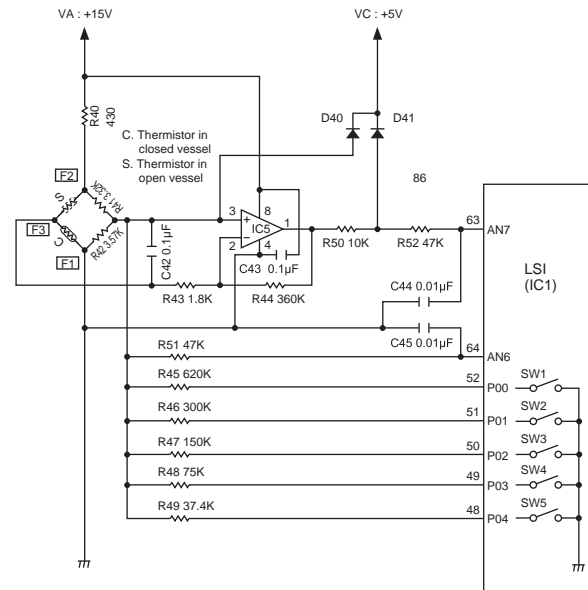 VA : +15V
VC : +5V
R40
430
D40
D41
C. Thermistor in
closed vessel
S. Thermistor in
open vessel
86
F2
S
R41 3.32K
F3
C
R42 3.57K
F1
3
8
+
IC5
1
2
−
4
C42 0.1μF
C43
0.1μF
R50 10K
R52 47K
63
AN7
LSI
(IC1)
R43 1.8K
R44 360K
C44 0.01μF
C45 0.01μF
64
AN6
R51 47K
R45 620K
52
P00
SW1
R46 300K
51
P01
SW2
R47 150K
50
P02
SW3
R48 75K
49
P03
SW4
R49 37.4K
48
P04
SW5